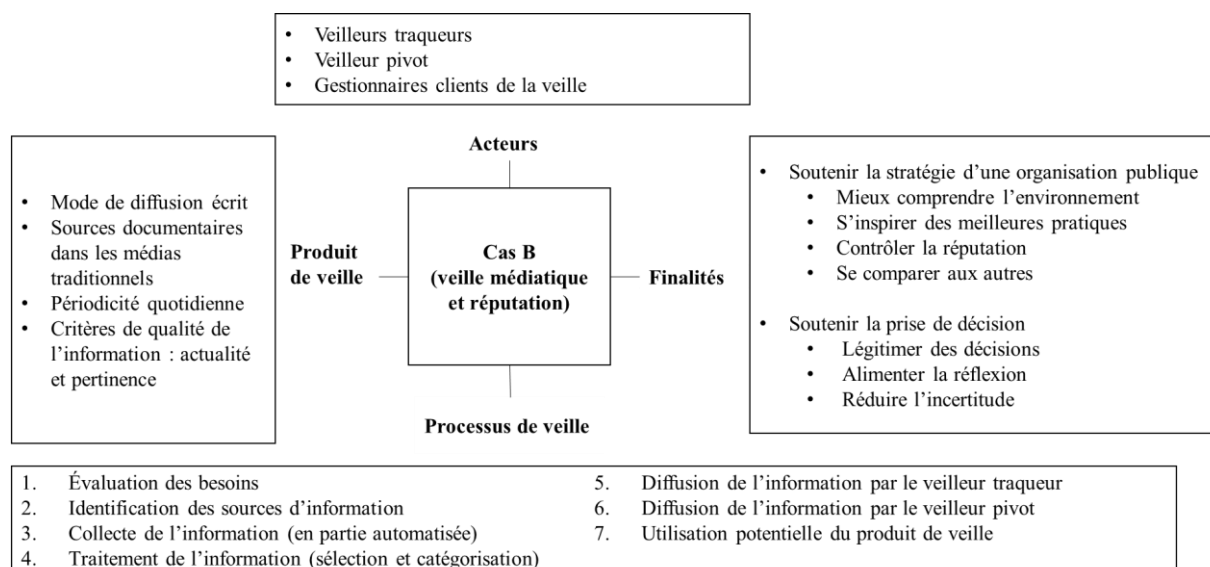 • Veilleurs traqueurs
• Veilleur pivot
• Gestionnaires clients de la veille
Acteurs
• Mode de diffusion écrit
• Sources documentaires
dans les médias
traditionnels
• Périodicité quotidienne
• Critères de qualité de
l’information : actualité
et pertinence
Produit
de veille
Cas B
(veille médiatique
et réputation)
Finalités
• Soutenir la stratégie d’une organisation publique
• Mieux comprendre l’environnement
• S’inspirer des meilleures pratiques
• Contrôler la réputation
• Se comparer aux autres
• Soutenir la prise de décision
• Légitimer des décisions
• Alimenter la réflexion
• Réduire l’incertitude
Processus de veille
1. Évaluation des besoins
2. Identification des sources d’information
3. Collecte de l’information (en partie automatisée)
4. Traitement de l’information (sélection et catégorisation)
5. Diffusion de l’information par le veilleur traqueur
6. Diffusion de l’information par le veilleur pivot
7. Utilisation potentielle du produit de veille